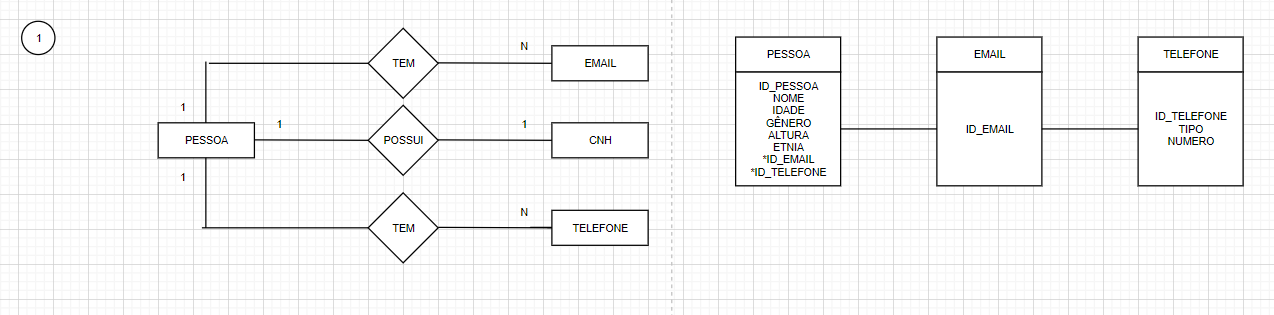 1
TEM
N
EMAIL
1
PESSOA
1
POSSUI
1
CNH
1
TEM
N
TELEFONE
PESSOA
ID_PESSOA
NOME
IDADE
GÊNERO
ALTURA
ETNIA
*ID_EMAIL
*ID_TELEFONE
EMAIL
ID_EMAIL
TELEFONE
ID_TELEFONE
TIPO
NUMERO